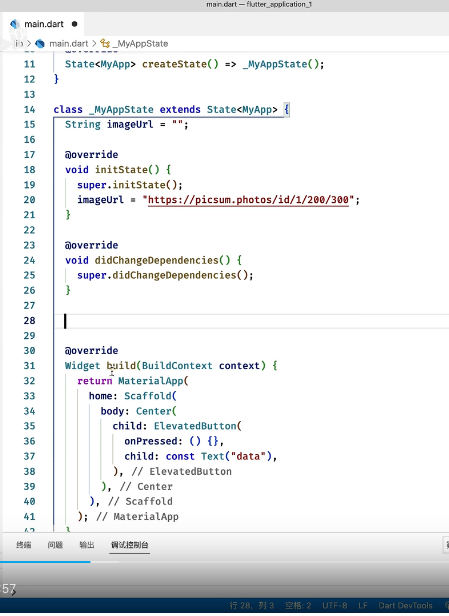 main.dart — flutter_application_1
main.dart
lib > main.dart > _MyAppState
10 @override
11 State<MyApp> createState() => _MyAppState();
12 }
13
14 class _MyAppState extends State<MyApp> {
15 String imageUrl = "";
16
17 @override
18 void initState() {
19 super.initState();
20 imageUrl = "https://picsum.photos/id/1/200/300";
21 }
22
23 @override
24 void didChangeDependencies() {
25 super.didChangeDependencies();
26 }
27
28
29
30 @override
31 Widget build(BuildContext context) {
32 return MaterialApp(
33 home: Scaffold(
34 body: Center(
35 child: ElevatedButton(
36 onPressed: () {},
37 child: const Text("data"),
38 ), // ElevatedButton
39 ), // Center
40 ), // Scaffold
41 ); // MaterialApp
42 }
终端 问题 输出 调试控制台
57
行 28，列 3 空格: 2 UTF-8 LF Dart DevTools